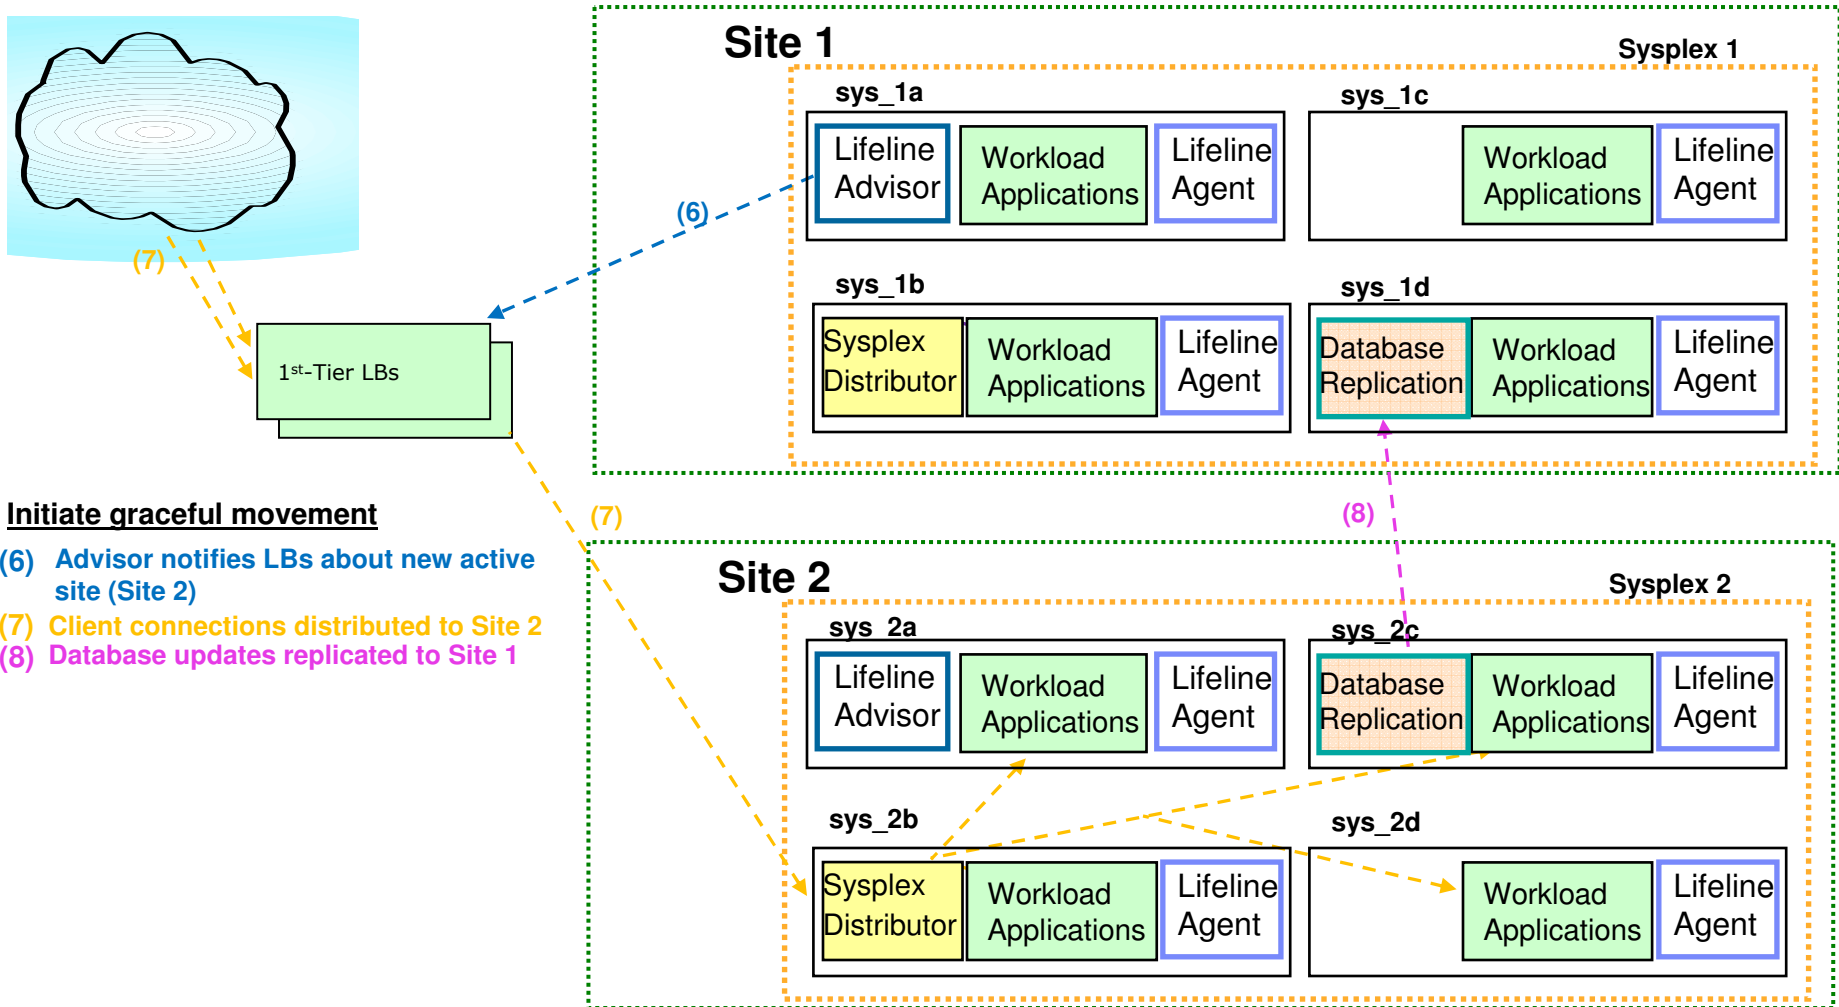 Site 1
Sysplex 1
sys_1a
Lifeline
Advisor
Workload
Applications
Lifeline
Agent
sys_1c
Workload
Applications
Lifeline
Agent
(6)
(7)
sys_1b
Sysplex
Distributor
Workload
Applications
Lifeline
Agent
sys_1d
Database
Replication
Workload
Applications
Lifeline
Agent
1st-Tier LBs
Initiate graceful movement
(6) Advisor notifies LBs about new active
site (Site 2)
(7) Client connections distributed to Site 2
(8) Database updates replicated to Site 1
(7)
(8)
Site 2
Sysplex 2
sys_2a
Lifeline
Advisor
Workload
Applications
Lifeline
Agent
sys_2c
Database
Replication
Workload
Applications
Lifeline
Agent
sys_2b
Sysplex
Distributor
Workload
Applications
Lifeline
Agent
sys_2d
Workload
Applications
Lifeline
Agent